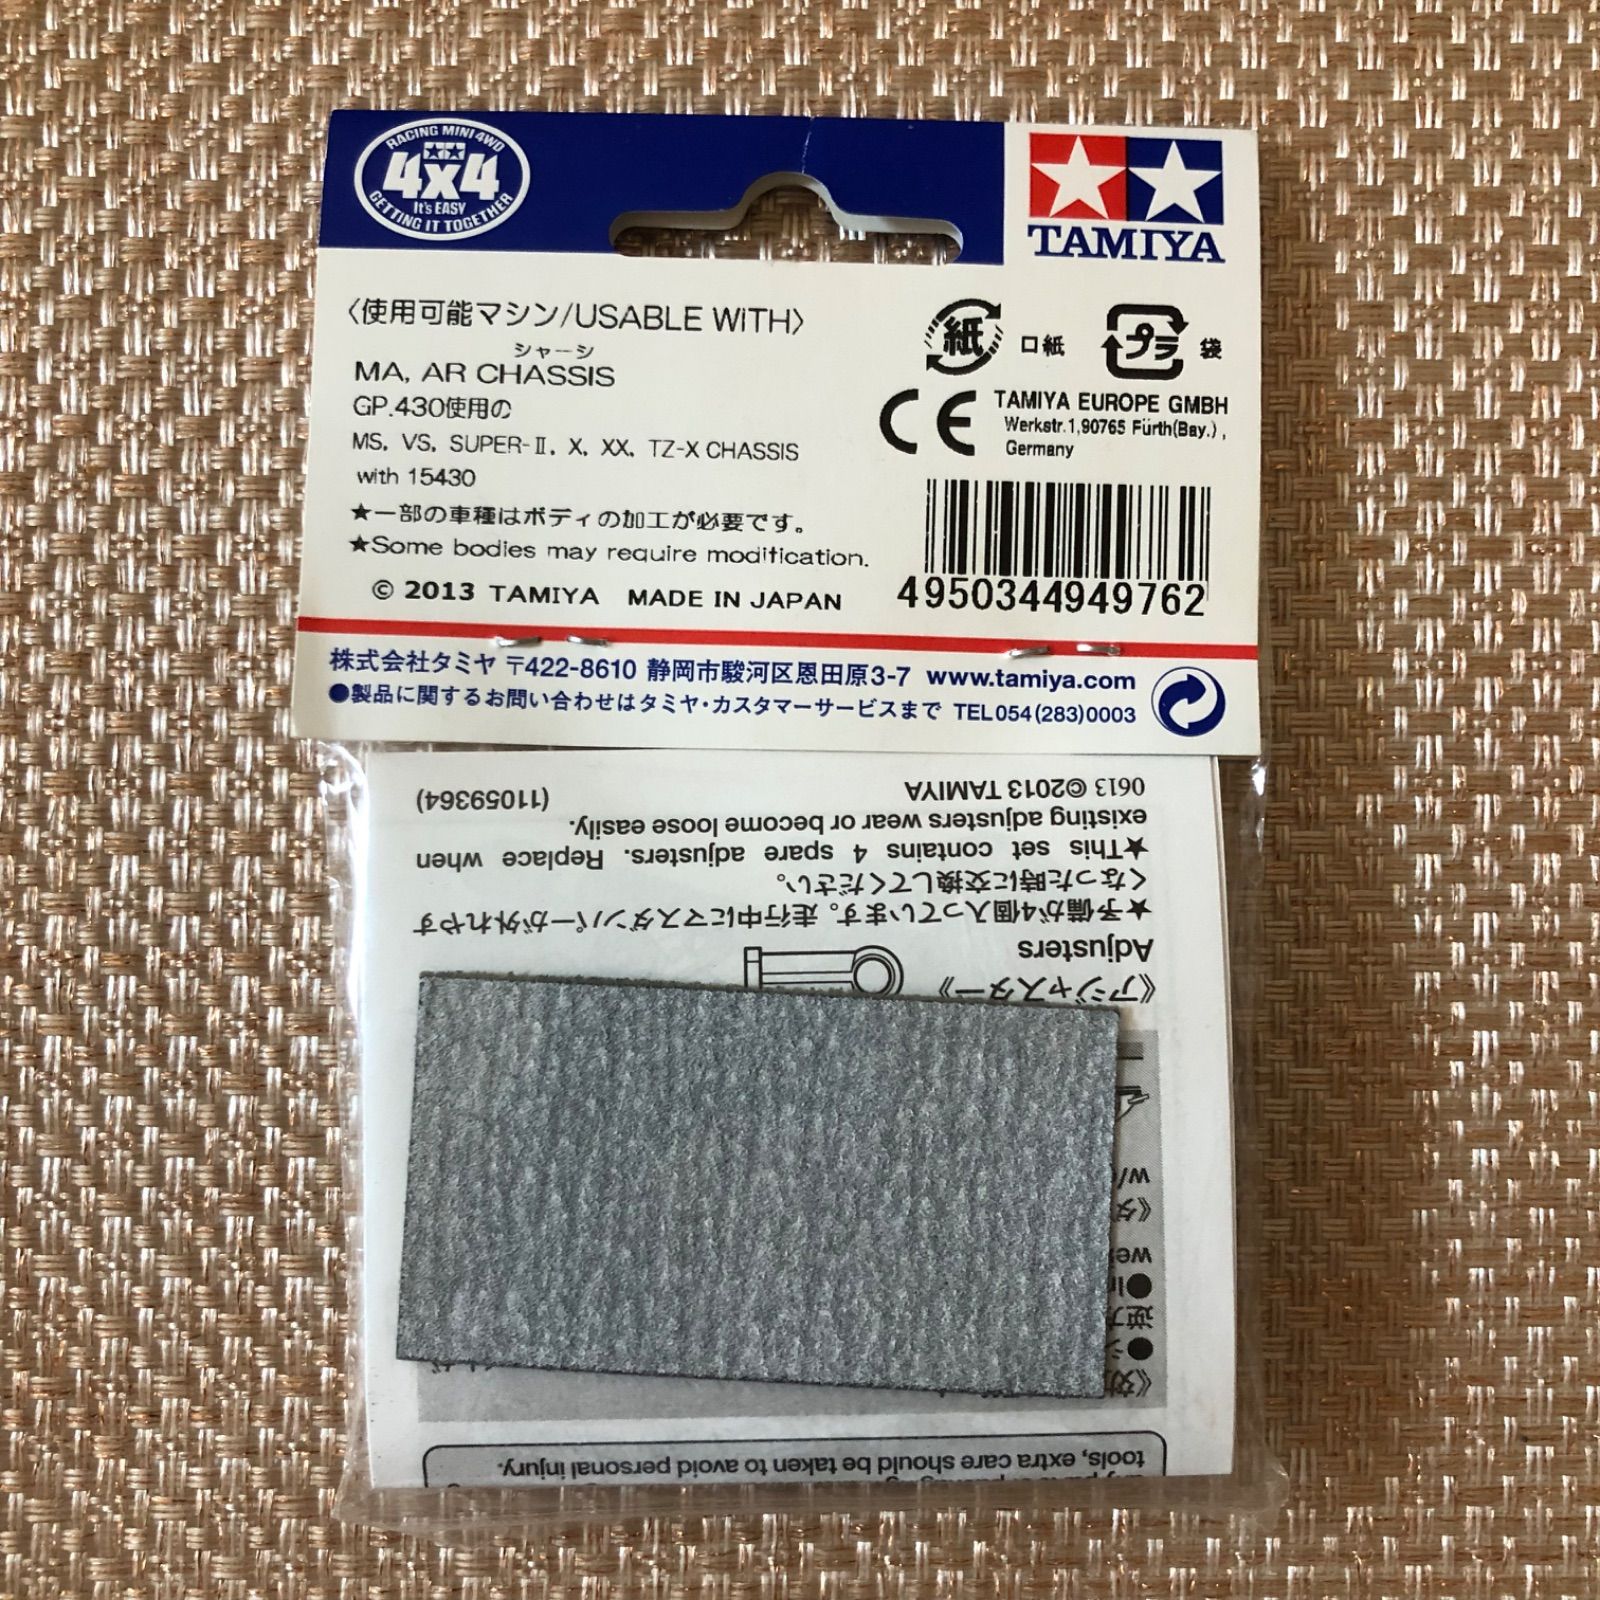 RACING MINI 4WD
4x4
It's EASY
GETTING IT TOGETHER
TAMIYA
〈使用可能マシン/USABLE WITH〉
シャーシ
MA, AR CHASSIS
GP.430使用の
MS, VS, SUPER-Ⅱ, X, XX, TZ-X CHASSIS
with 15430
★一部の車種はボディの加工が必要です。
★Some bodies may require modification.
© 2013 TAMIYA MADE IN JAPAN
紙 口紙
プラ 袋
CE
TAMIYA EUROPE GMBH
Werkstr.1,90765 Fürth(Bay.),
Germany
4950344949762
株式会社タミヤ 〒422-8610 静岡市駿河区恩田原3-7 www.tamiya.com
●製品に関するお問い合わせはタミヤ・カスタマーサービスまで TEL054(283)0003
tools, extra care should be taken to avoid personal injury.
《アジャスター》
Adjusters
★予備が4個入っています。走行中にマスダンパーが外れやす
くなった時に交換してください。
★This set contains 4 spare adjusters. Replace when
existing adjusters wear or become loose easily.
0613 ©2013 TAMIYA (11059364)